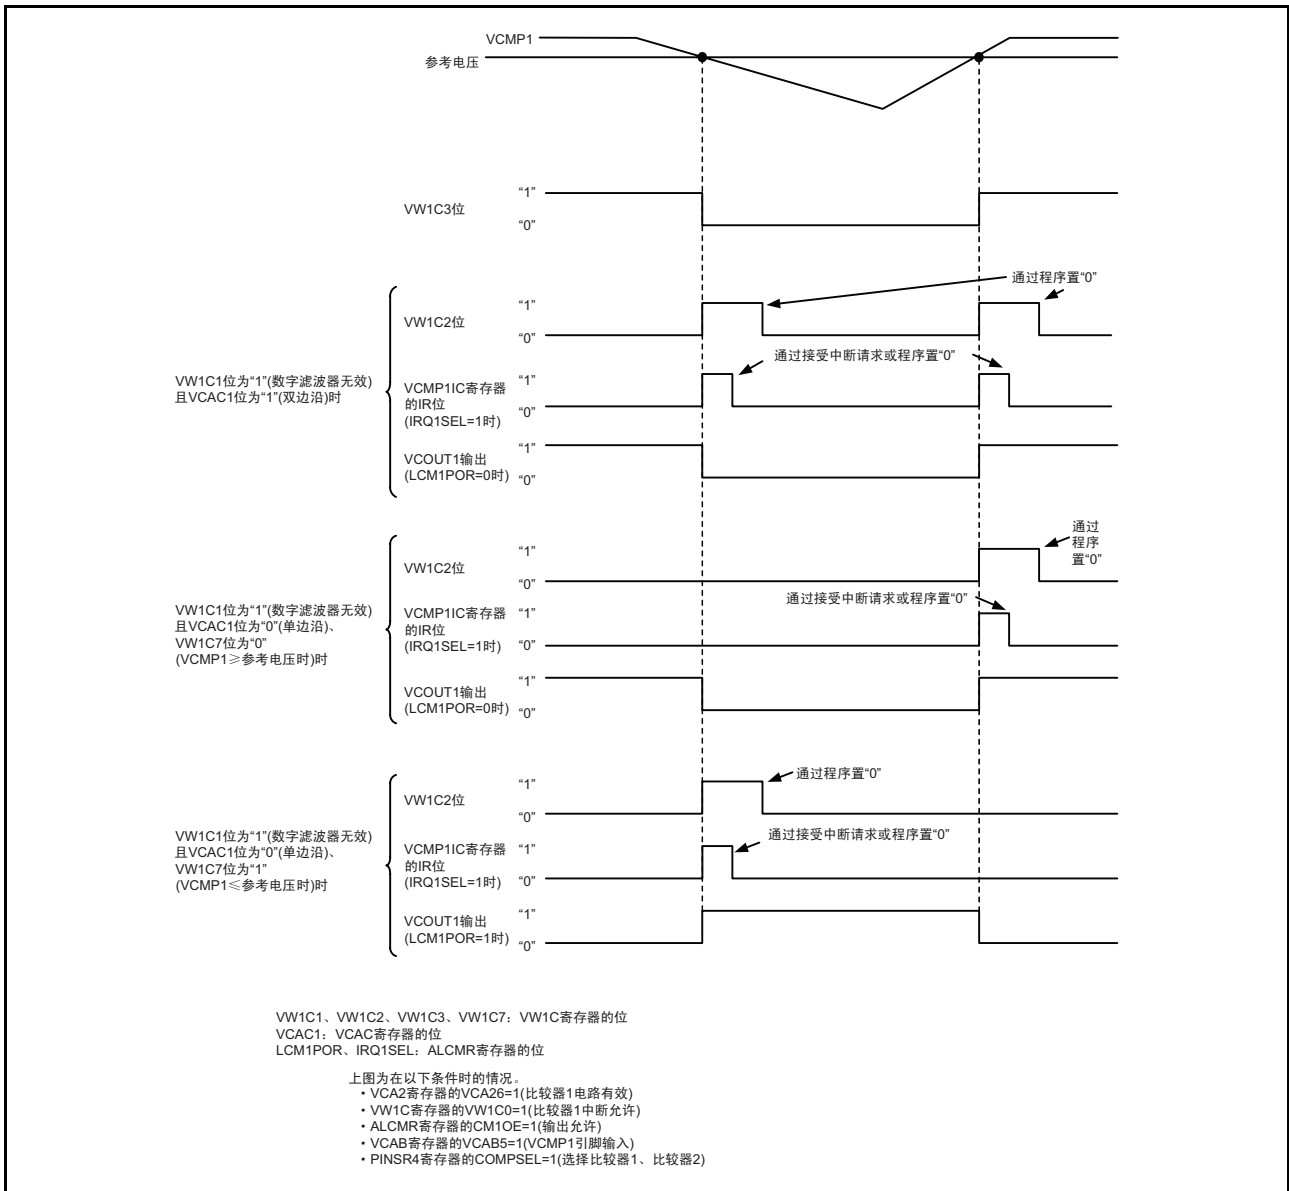 VCMP1
参考电压
“1”
VW1C3位
“0”
通过程序置“0”
“1”
VW1C2位
“0”
通过接受中断请求或程序置“0”
VW1C1位为“1”(数字滤波器无效)
且VCAC1位为“1”(双边沿)时
VCMP1IC寄存器
的IR位
(IRQ1SEL=1时)
“1”
“0”
VCOUT1输出
(LCM1POR=0时)
“1”
“0”
通过
程序
置“0”
“1”
VW1C2位
“0”
通过接受中断请求或程序置“0”
VW1C1位为“1”(数字滤波器无效)
且VCAC1位为“0”(单边沿)、
VW1C7位为“0”
(VCMP1≥参考电压时)时
VCMP1IC寄存器
的IR位
(IRQ1SEL=1时)
“1”
“0”
VCOUT1输出
(LCM1POR=0时)
“1”
“0”
通过程序置“0”
“1”
VW1C2位
“0”
通过接受中断请求或程序置“0”
VW1C1位为“1”(数字滤波器无效)
且VCAC1位为“0”(单边沿)、
VW1C7位为“1”
(VCMP1≤参考电压时)时
VCMP1IC寄存器
的IR位
(IRQ1SEL=1时)
“1”
“0”
VCOUT1输出
(LCM1POR=1时)
“1”
“0”
VW1C1、VW1C2、VW1C3、VW1C7：VW1C寄存器的位
VCAC1：VCAC寄存器的位
LCM1POR、IRQ1SEL：ALCMR寄存器的位
上图为在以下条件时的情况。
• VCA2寄存器的VCA26=1(比较器1电路有效)
• VW1C寄存器的VW1C0=1(比较器1中断允许)
• ALCMR寄存器的CM1OE=1(输出允许)
• VCAB寄存器的VCAB5=1(VCMP1引脚输入)
• PINSR4寄存器的COMPSEL=1(选择比较器1、比较器2)